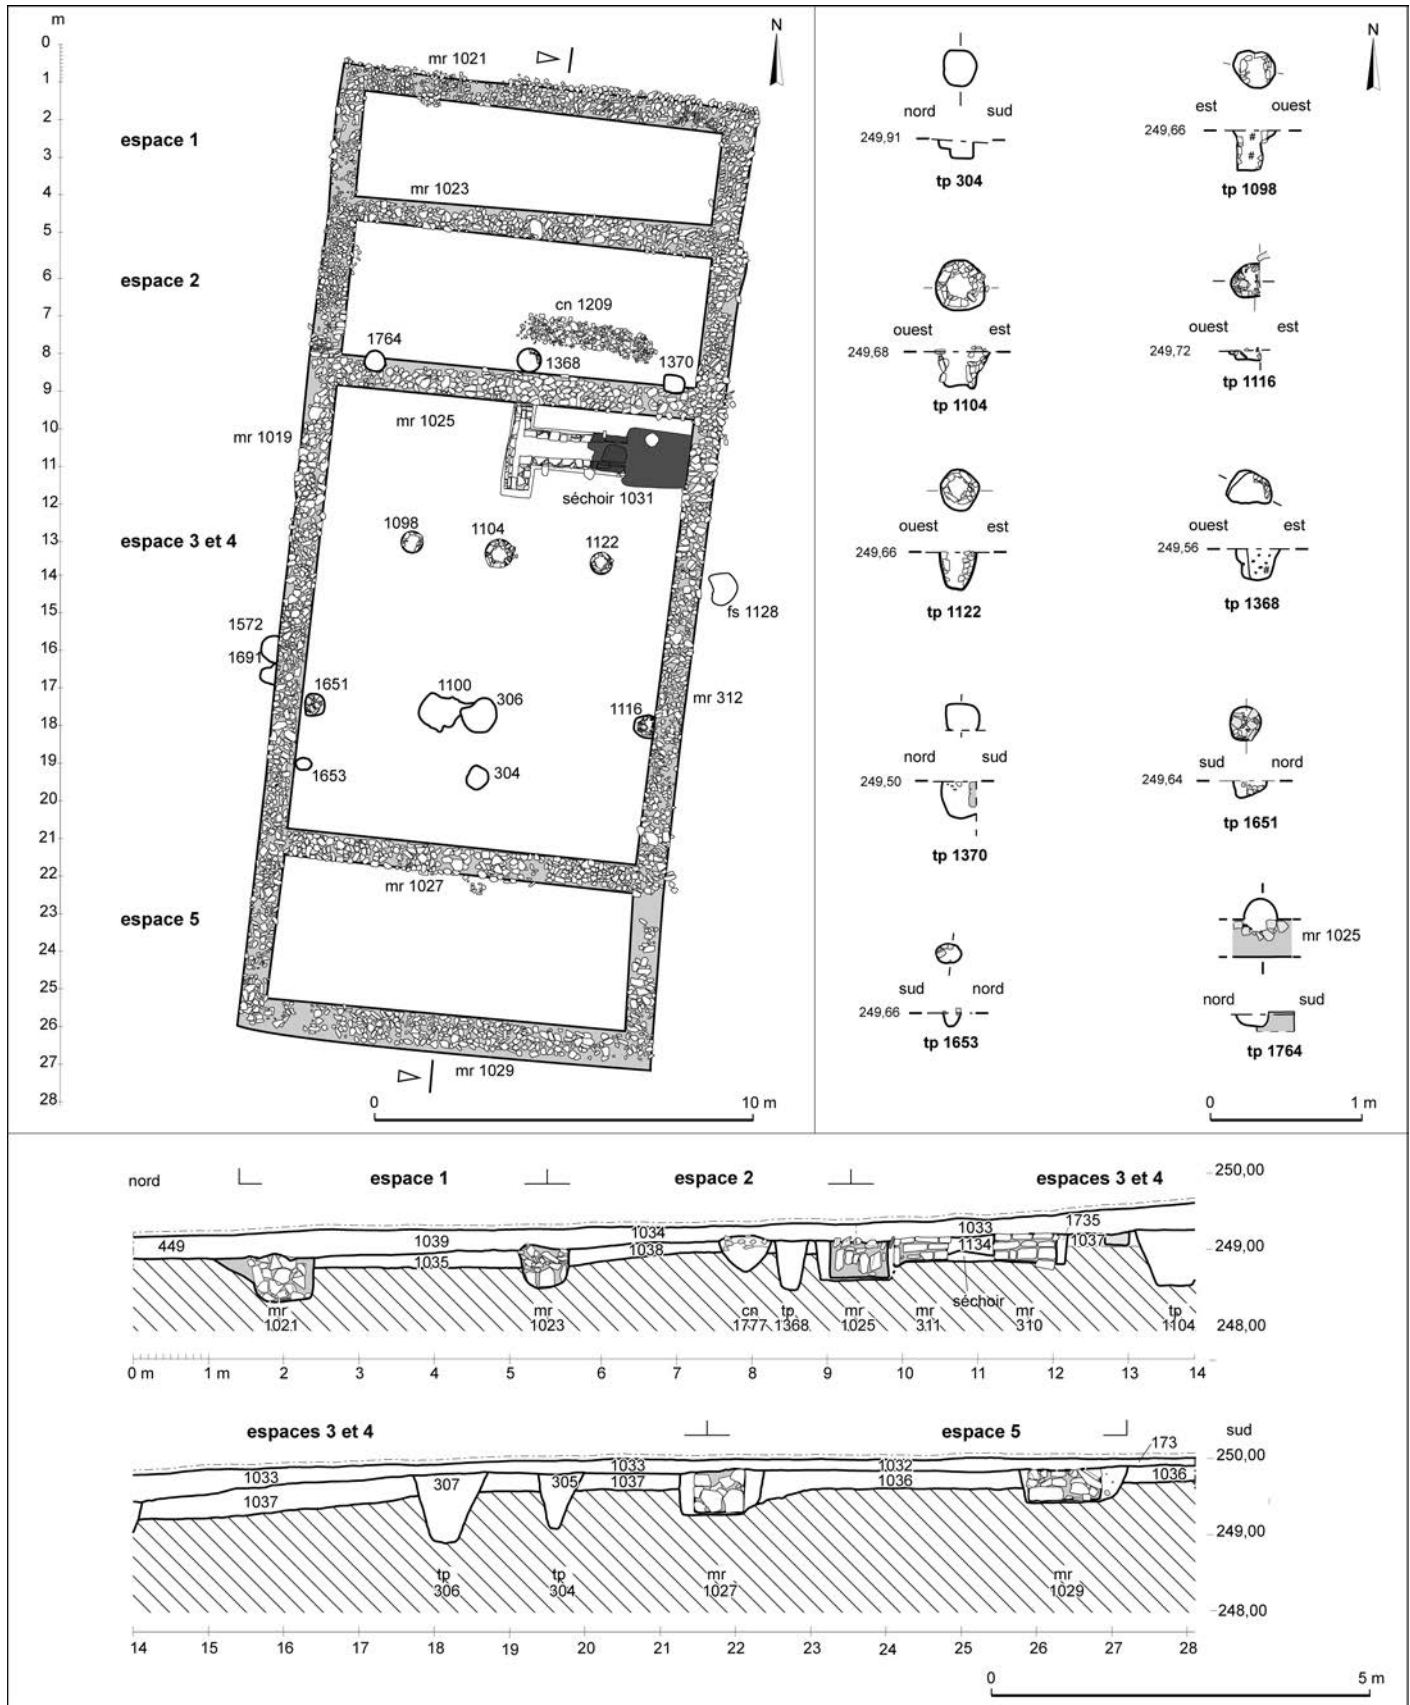 m
0
1
2
3
4
5
6
7
8
9
10
11
12
13
14
15
16
17
18
19
20
21
22
23
24
25
26
27
28
N
mr 1021
espace 1
mr 1023
espace 2
cn 1209
1764
1368
1370
mr 1025
mr 1019
séchoir 1031
espace 3 et 4
1098
1104
1122
fs 1128
1572
1691
1651
1100
306
1116
mr 312
1653
304
mr 1027
espace 5
mr 1029
0 10 m
N
nord sud
249,91
tp 304
est ouest
249,66
tp 1098
ouest est
249,68
tp 1104
ouest est
249,72
tp 1116
ouest est
249,66
tp 1122
ouest est
249,56
tp 1368
nord sud
249,50
tp 1370
sud nord
249,64
tp 1651
sud nord
249,66
tp 1653
mr 1025
nord sud
tp 1764
0 1 m
nord
espace 1
espace 2
espaces 3 et 4
250,00
449
1039
1034
1033
1735
1035
1038
1134
1037
249,00
séchoir
mr 1021
mr 1023
cn 1777
tp 1368
mr 1025
mr 311
mr 310
tp 1104
248,00
0 m 1 m 2 3 4 5 6 7 8 9 10 11 12 13 14
espaces 3 et 4
espace 5
sud
173
250,00
1033
307
305
1033
1037
1032
1036
1036
1037
249,00
tp 306
tp 304
mr 1027
mr 1029
248,00
14 15 16 17 18 19 20 21 22 23 24 25 26 27 28
0 5 m